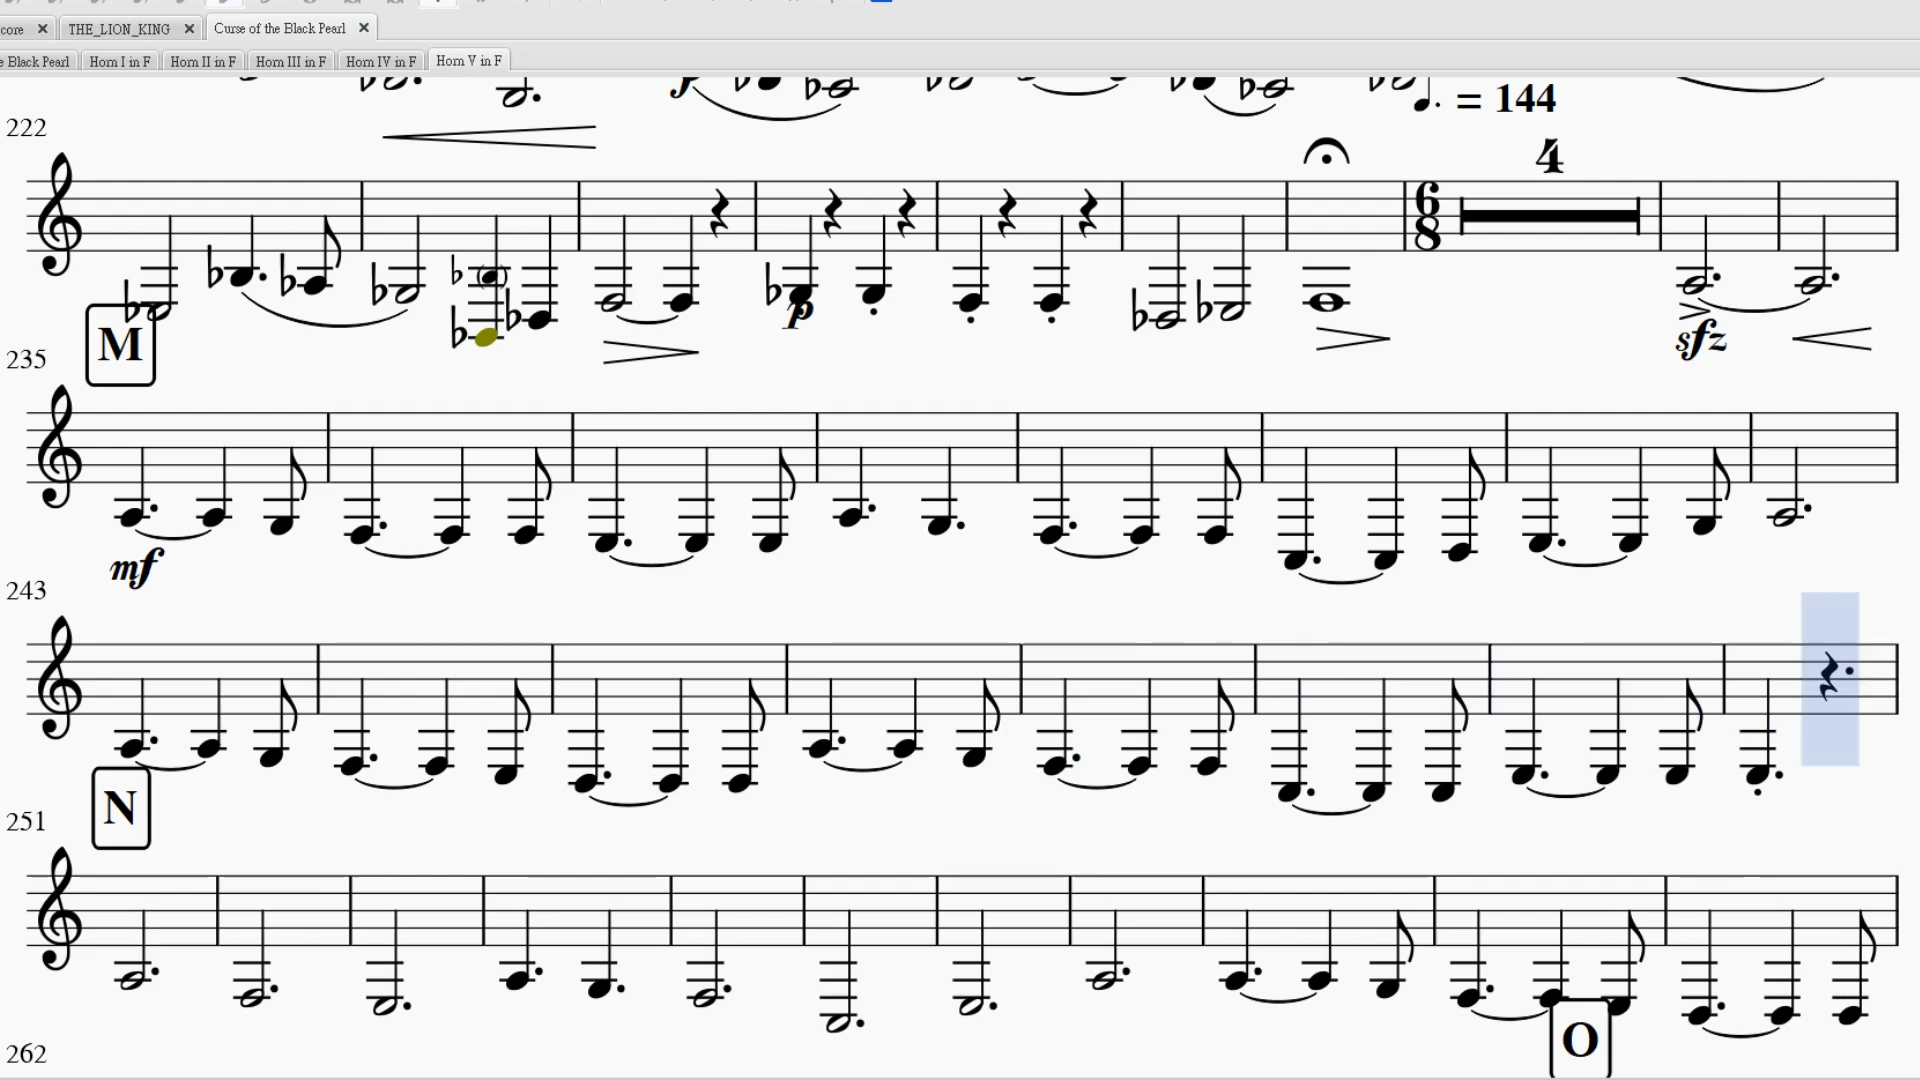 core THE_LION_KING Curse of the Black Pearl
e Black Pearl Horn I in F Horn II in F Horn III in F Horn IV in F Horn V in F
f = 144
222
4
6
8
p
sfz
M
235
mf
243
N
251
O
262